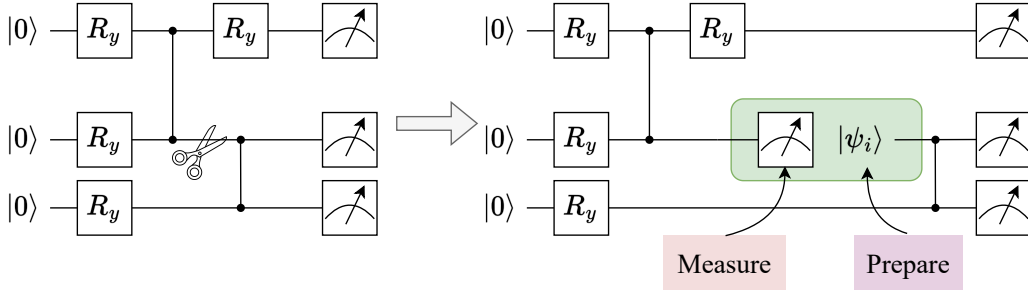 |0⟩ R_y R_y |0⟩ R_y R_y
|0⟩ R_y |0⟩ R_y |ψ_i⟩
|0⟩ R_y |0⟩ R_y
Measure Prepare